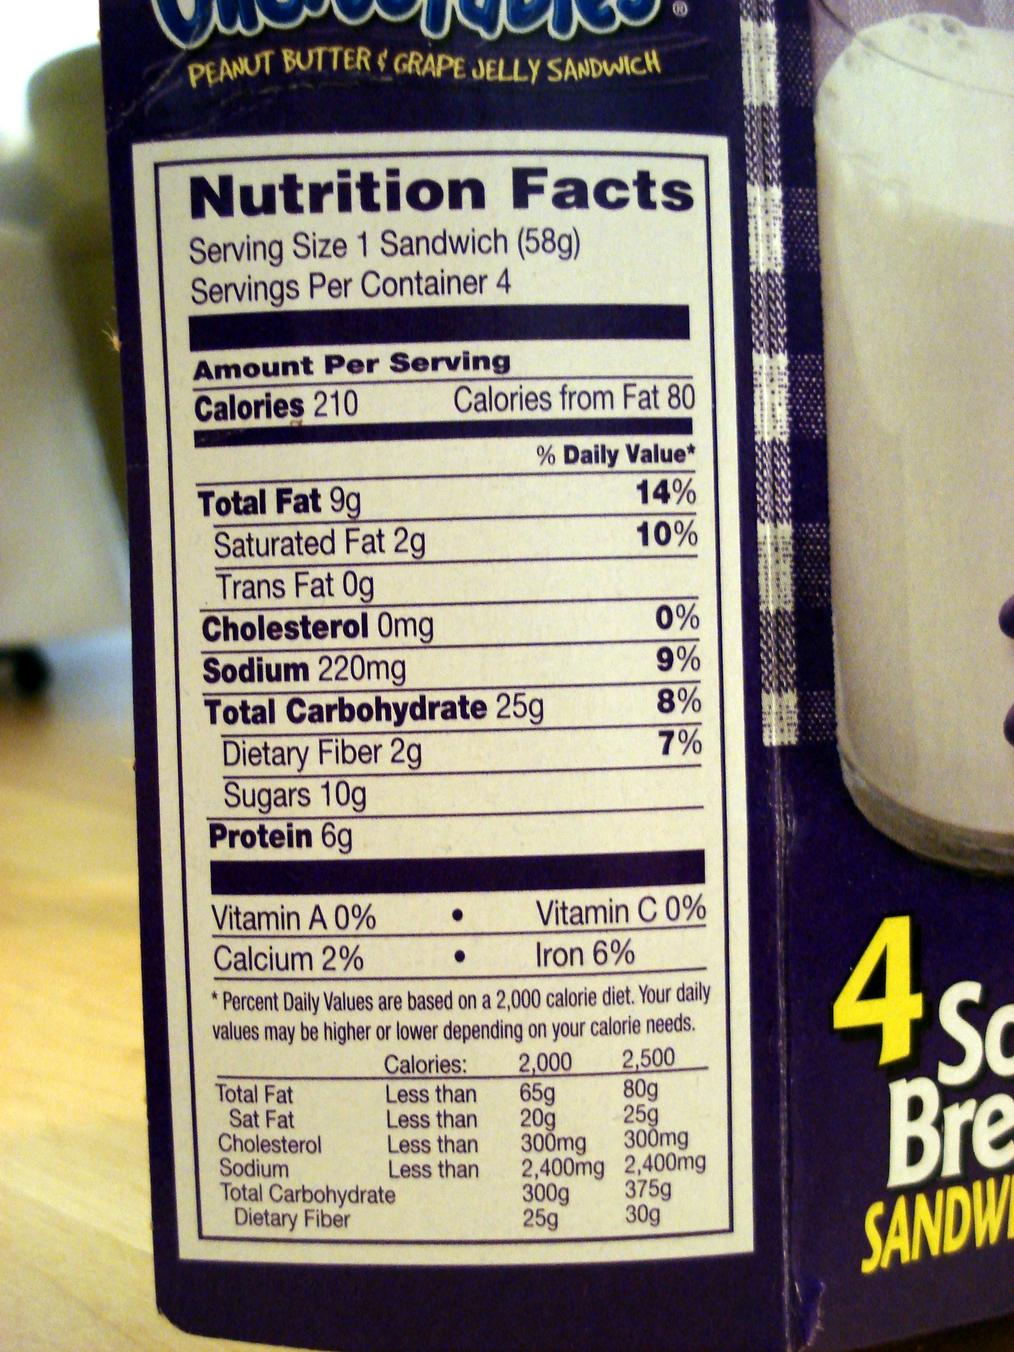 PEANUT BUTTER & GRAPE JELLY SANDWICH
Nutrition Facts
Serving Size 1 Sandwich (58g)
Servings Per Container 4
Amount Per Serving
Calories 210 Calories from Fat 80
% Daily Value*
Total Fat 9g 14%
Saturated Fat 2g 10%
Trans Fat 0g
Cholesterol 0mg 0%
Sodium 220mg 9%
Total Carbohydrate 25g 8%
Dietary Fiber 2g 7%
Sugars 10g
Protein 6g
Vitamin A 0% • Vitamin C 0%
Calcium 2% • Iron 6%
* Percent Daily Values are based on a 2,000 calorie diet. Your daily
values may be higher or lower depending on your calorie needs.
Calories: 2,000 2,500
Total Fat Less than 65g 80g
Sat Fat Less than 20g 25g
Cholesterol Less than 300mg 300mg
Sodium Less than 2,400mg 2,400mg
Total Carbohydrate 300g 375g
Dietary Fiber 25g 30g
4